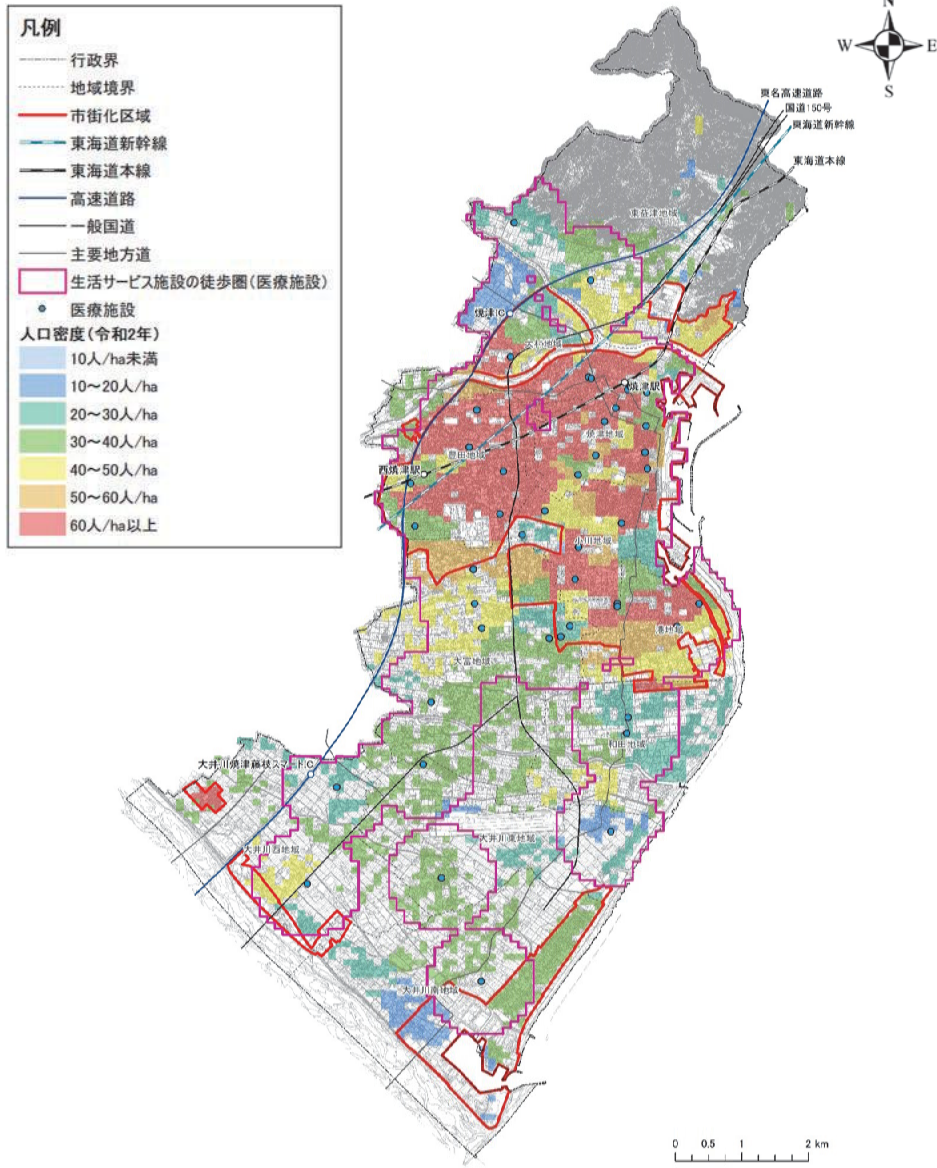 凡例
行政界
地域境界
市街化区域
東海道新幹線
東海道本線
高速道路
一般国道
主要地方道
生活サービス施設の徒歩圏(医療施設)
医療施設
人口密度(令和2年)
10人/ha未満
10～20人/ha
20～30人/ha
30～40人/ha
40～50人/ha
50～60人/ha
60人/ha以上
N
W
E
S
東名高速道路
国道150号
東海道新幹線
東海道本線
東益津地域
焼津IC
大村地域
焼津駅
焼津地域
豊田地域
西焼津駅
小川地域
港地域
大富地域
和田地域
大井川焼津藤枝スマートIC
大井川西地域
大井川東地域
大井川南地域
0 0.5 1 2 km